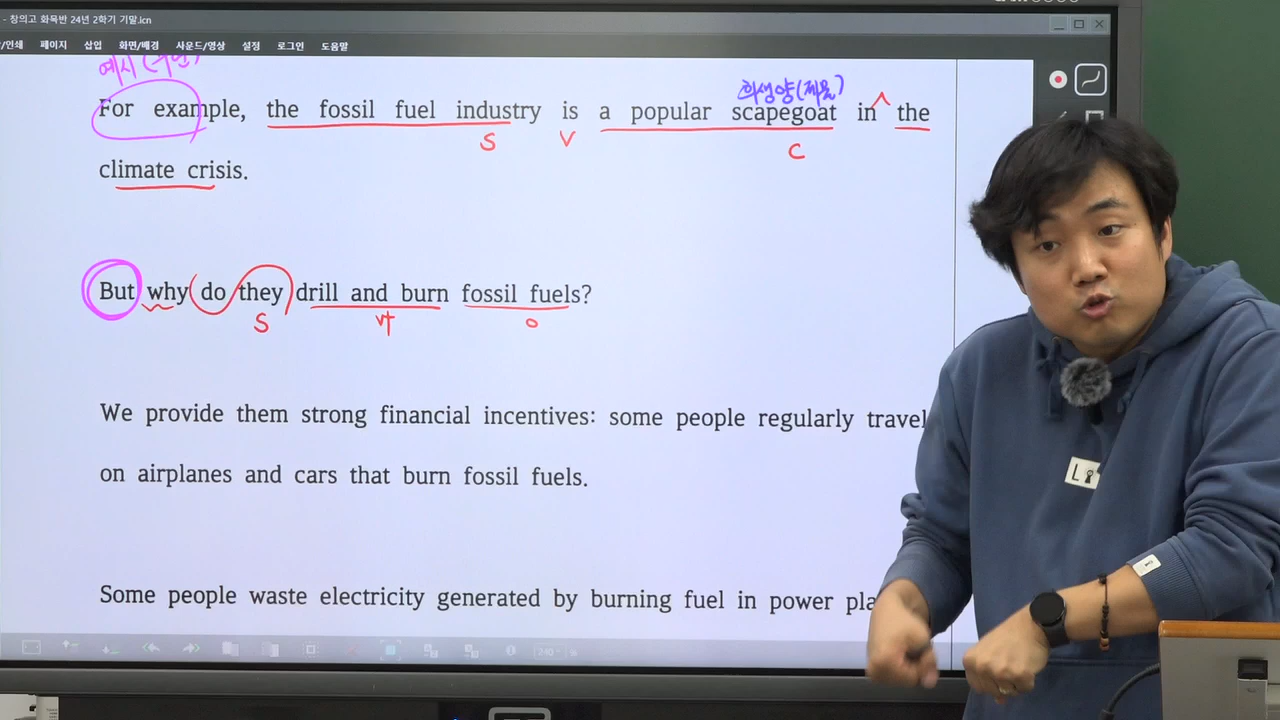 - 창의고 화목반 24년 2학기 기말.icn
/인쇄 페이지 삽입 화면/배경 사운드/영상 설정 로그인 도움말
예시
희생양(제물)
For example, the fossil fuel industry is a popular scapegoat in the
S V C
climate crisis.
But why do they drill and burn fossil fuels?
S vt o
We provide them strong financial incentives: some people regularly travel
on airplanes and cars that burn fossil fuels.
Some people waste electricity generated by burning fuel in power pla
240